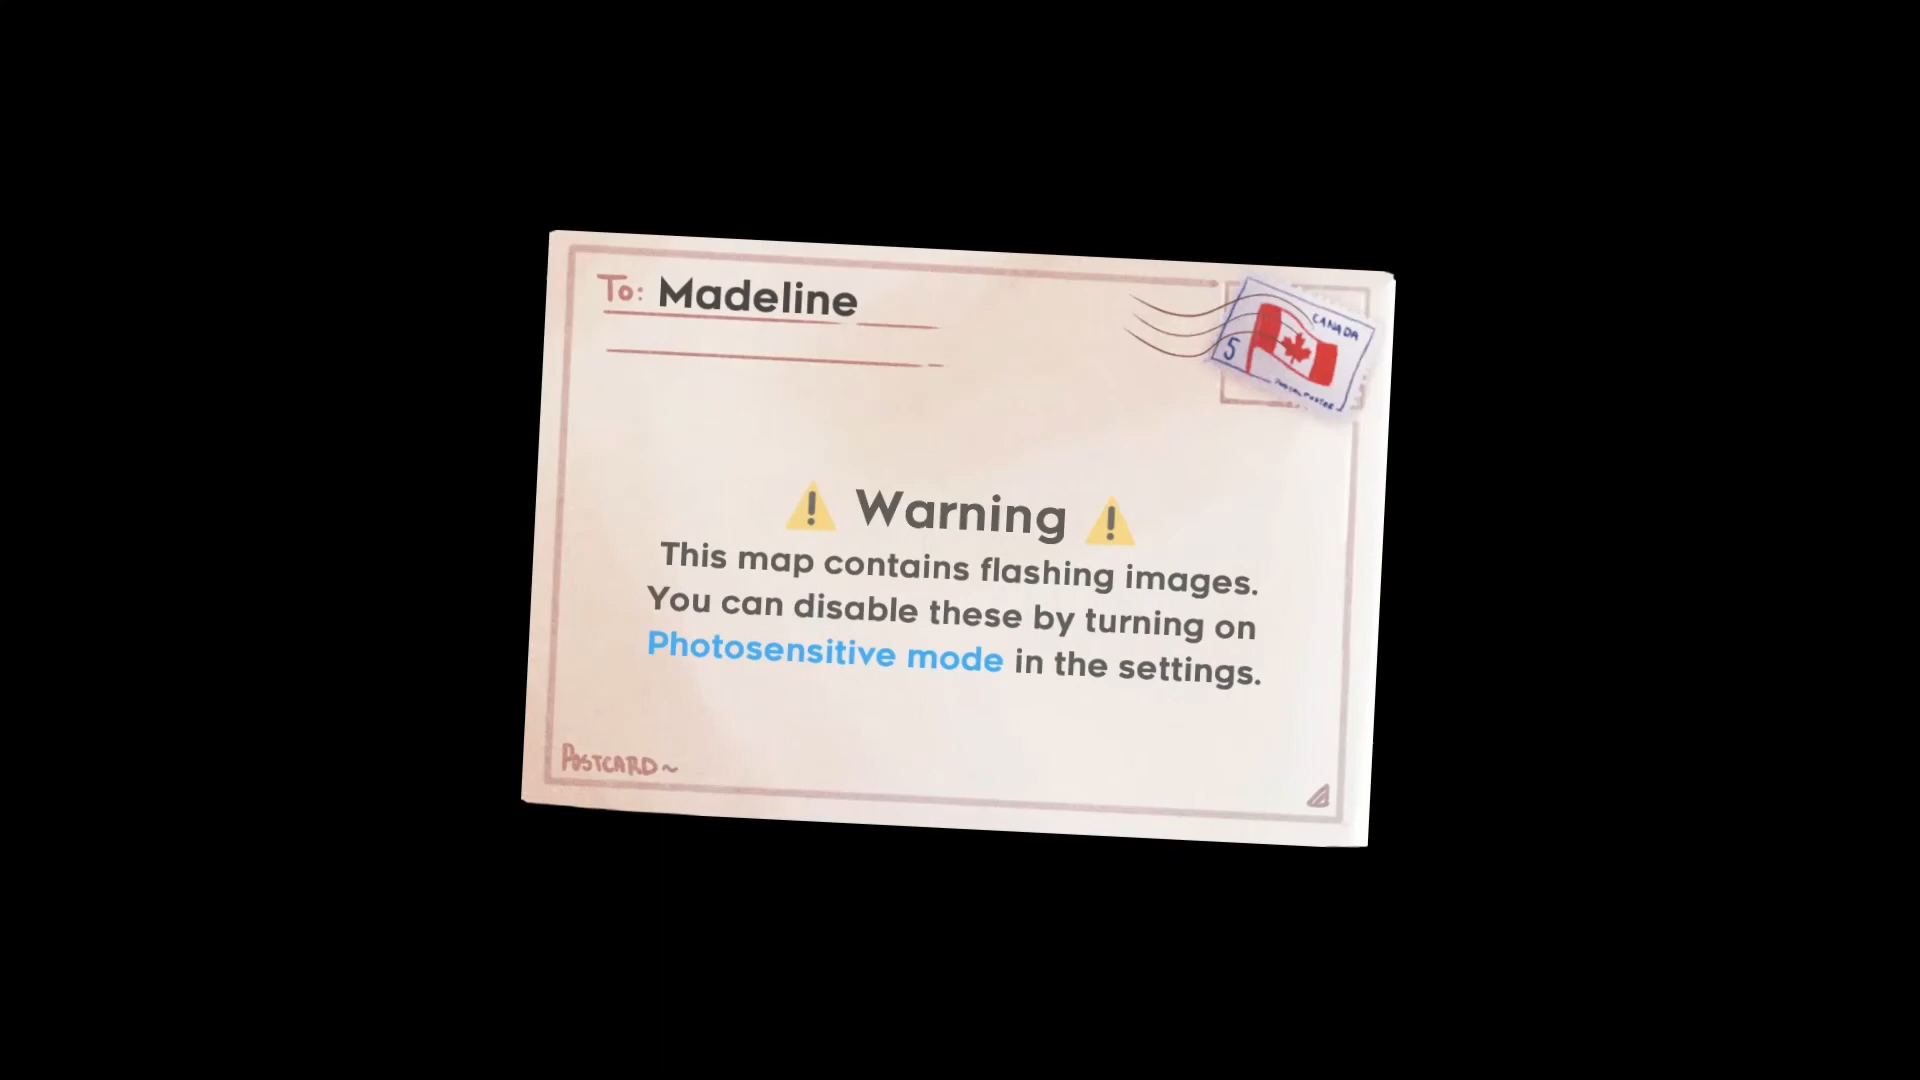 To: Madeline
CANADA
5
⚠ Warning ⚠
This map contains flashing images.
You can disable these by turning on
Photosensitive mode in the settings.
POSTCARD~